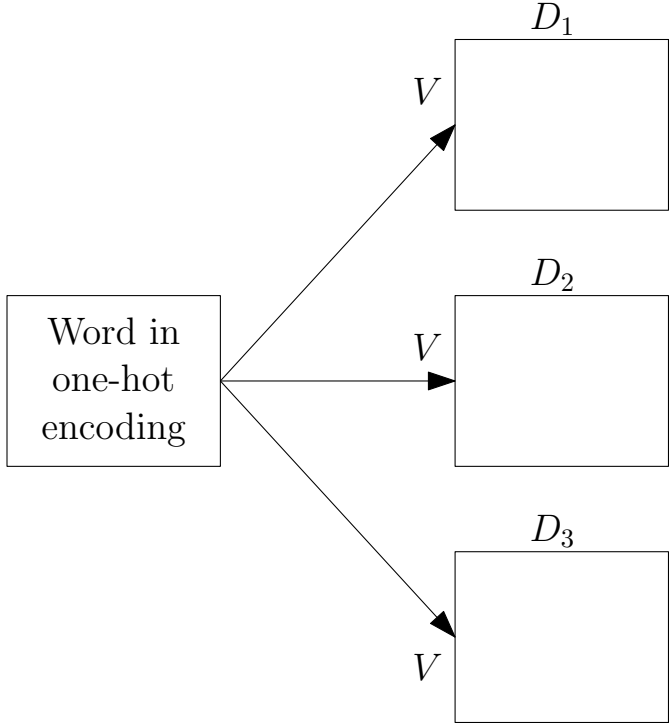 D₁
V
D₂
V
Word in
one-hot
encoding
D₃
V